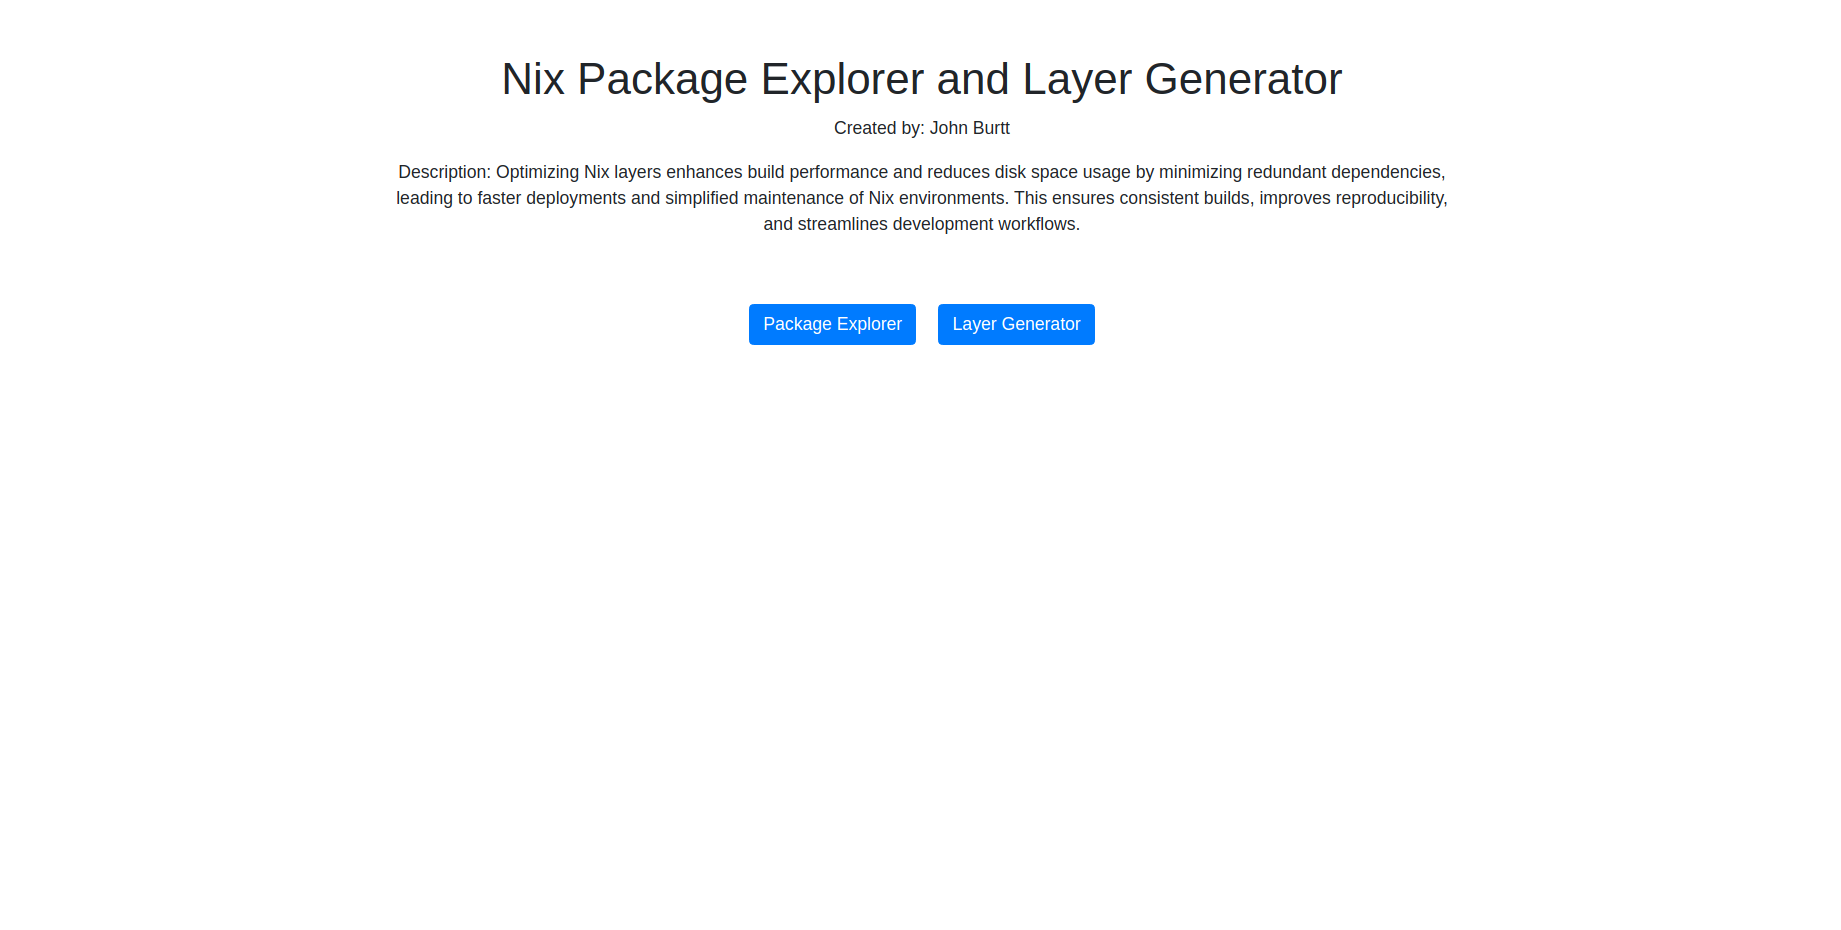 Nix Package Explorer and Layer Generator
Created by: John Burtt
Description: Optimizing Nix layers enhances build performance and reduces disk space usage by minimizing redundant dependencies,
leading to faster deployments and simplified maintenance of Nix environments. This ensures consistent builds, improves reproducibility,
and streamlines development workflows.
Package Explorer
Layer Generator